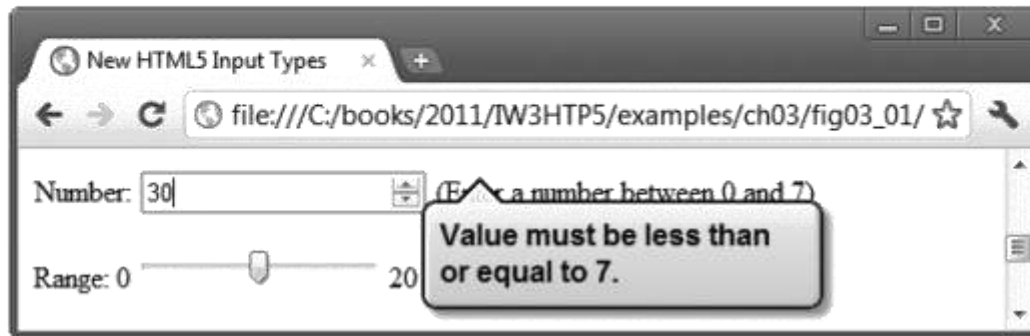 New HTML5 Input Types
file:///C:/books/2011/IW3HTP5/examples/ch03/fig03_01/
Number: 30 a number between 0 and 7)
Value must be less than
or equal to 7.
Range: 0 20